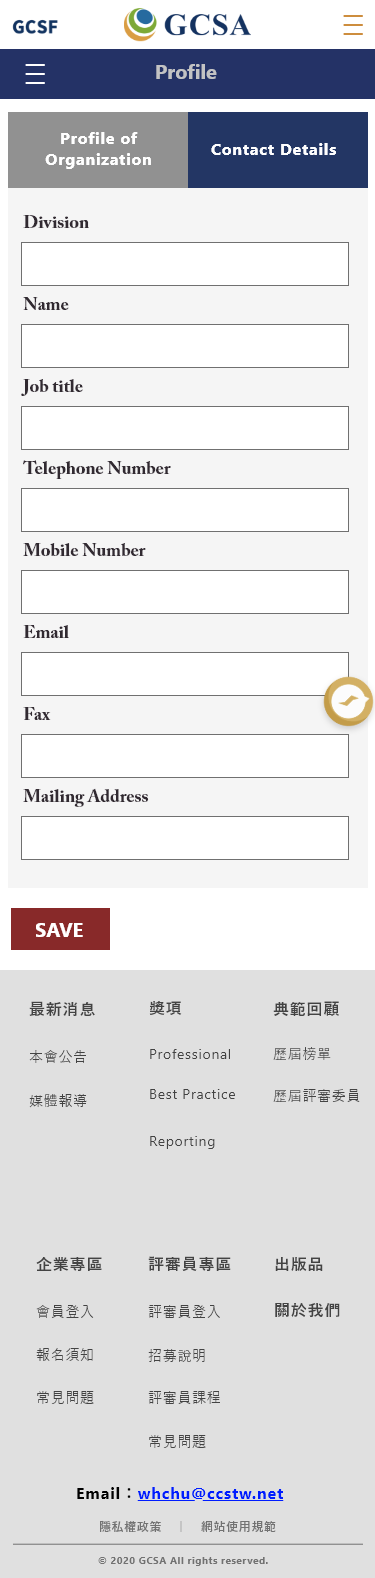 GCSF
GCSA
Profile
Profile of
Organization
Contact Details
Division
Name
Job title
Telephone Number
Mobile Number
Email
Fax
Mailing Address
SAVE
最新消息
本會公告
媒體報導
獎項
Professional
Best Practice
Reporting
典範回顧
歷屆榜單
歷屆評審委員
企業專區
會員登入
報名須知
常見問題
評審員專區
評審員登入
招募說明
評審員課程
常見問題
出版品
關於我們
Email：whchu@ccstw.net
隱私權政策 | 網站使用規範
© 2020 GCSA All rights reserved.